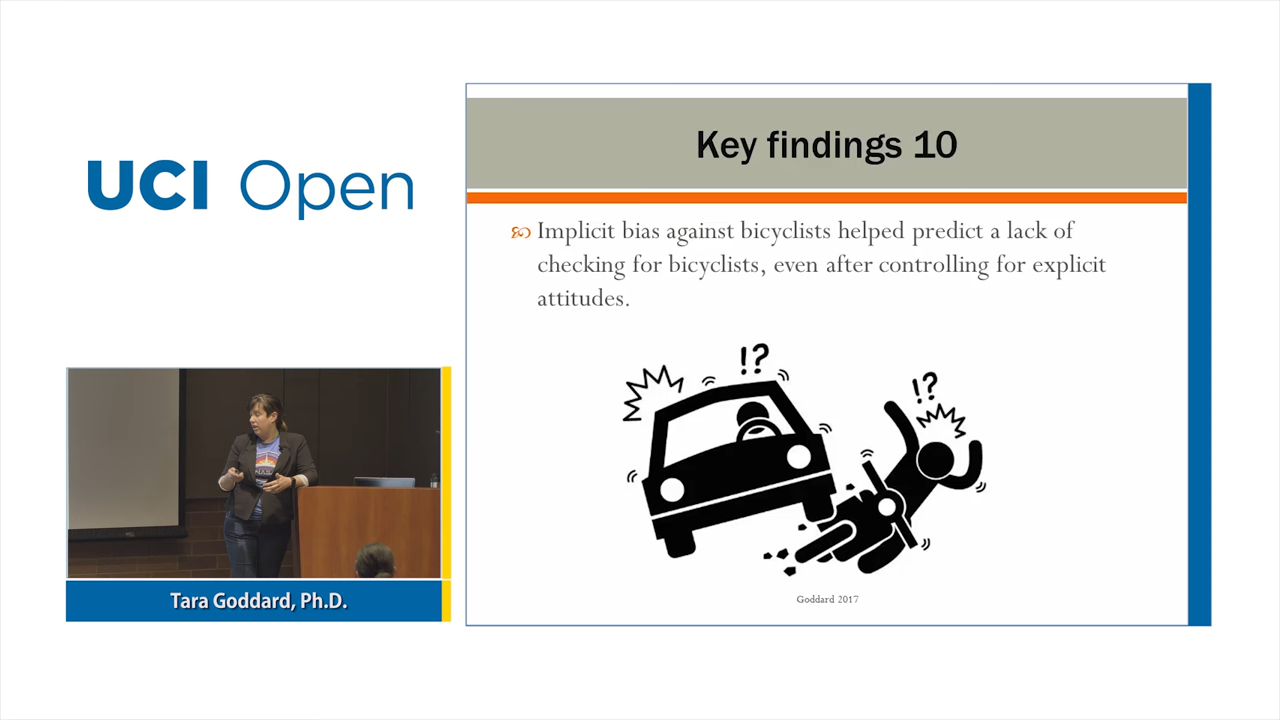 UCI Open
Key findings 10
Implicit bias against bicyclists helped predict a lack of
checking for bicyclists, even after controlling for explicit
attitudes.
!?
!?
Goddard 2017
Tara Goddard, Ph.D.